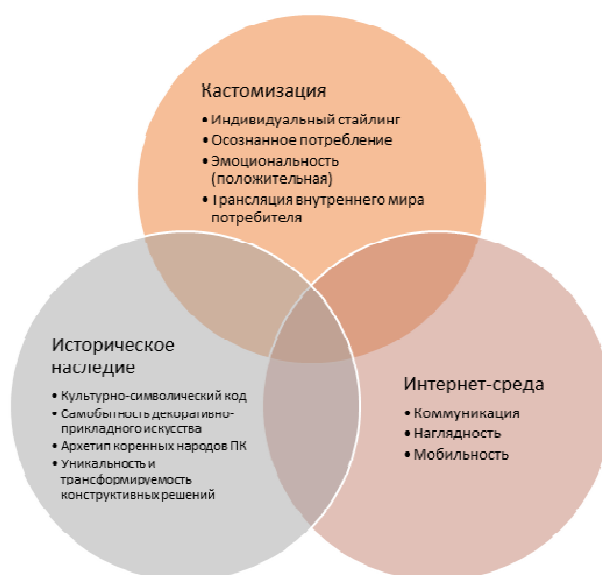 Кастомизация
• Индивидуальный стайлинг
• Осознанное потребление
• Эмоциональность
(положительная)
• Трансляция внутреннего мира
потребителя
Историческое
наследие
• Культурно-символический код
• Самобытность декоративно-
прикладного искусства
• Архетип коренных народов ПК
• Уникальность и
трансформируемость
конструктивных решений
Интернет-среда
• Коммуникация
• Наглядность
• Мобильность